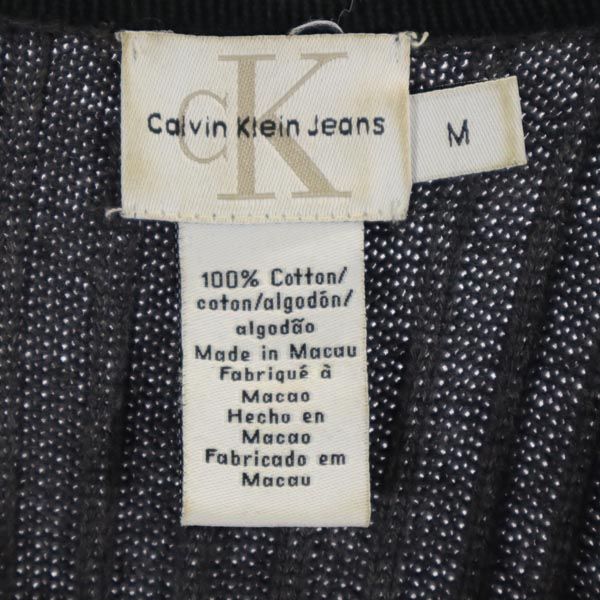 CK
Calvin Klein Jeans
M
100% Cotton/
coton/algodón/
algodão
Made in Macau
Fabriqué à
Macao
Hecho en
Macao
Fabricado em
Macau